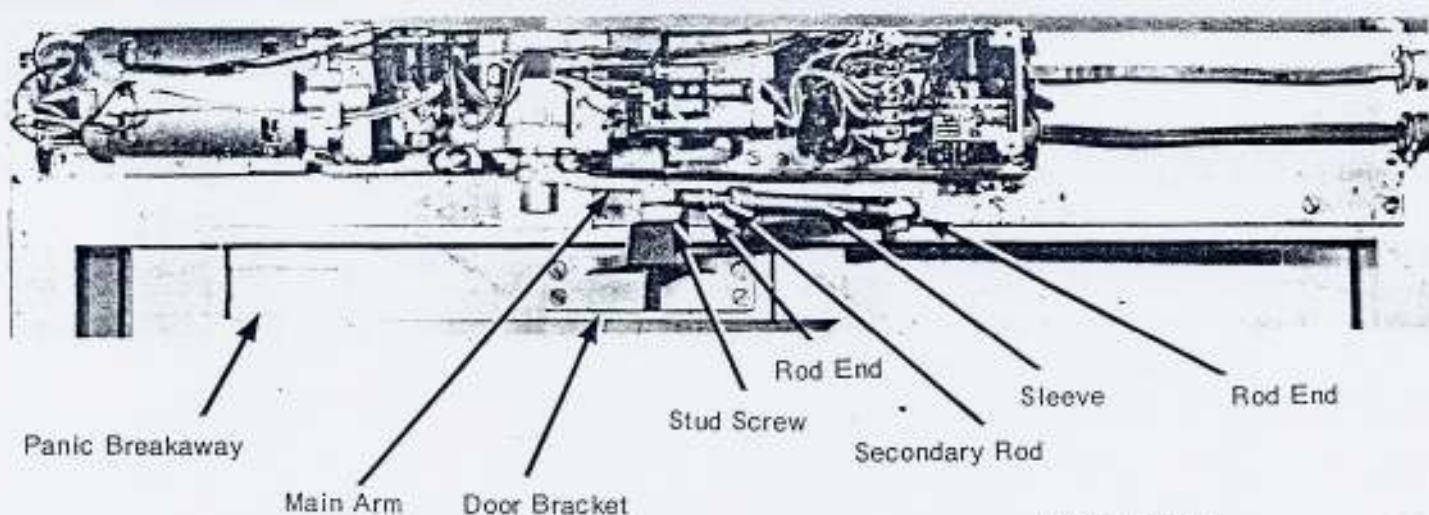 Rod End
Sleeve
Rod End
Stud Screw
Panic Breakaway
Secondary Rod
Main Arm
Door Bracket